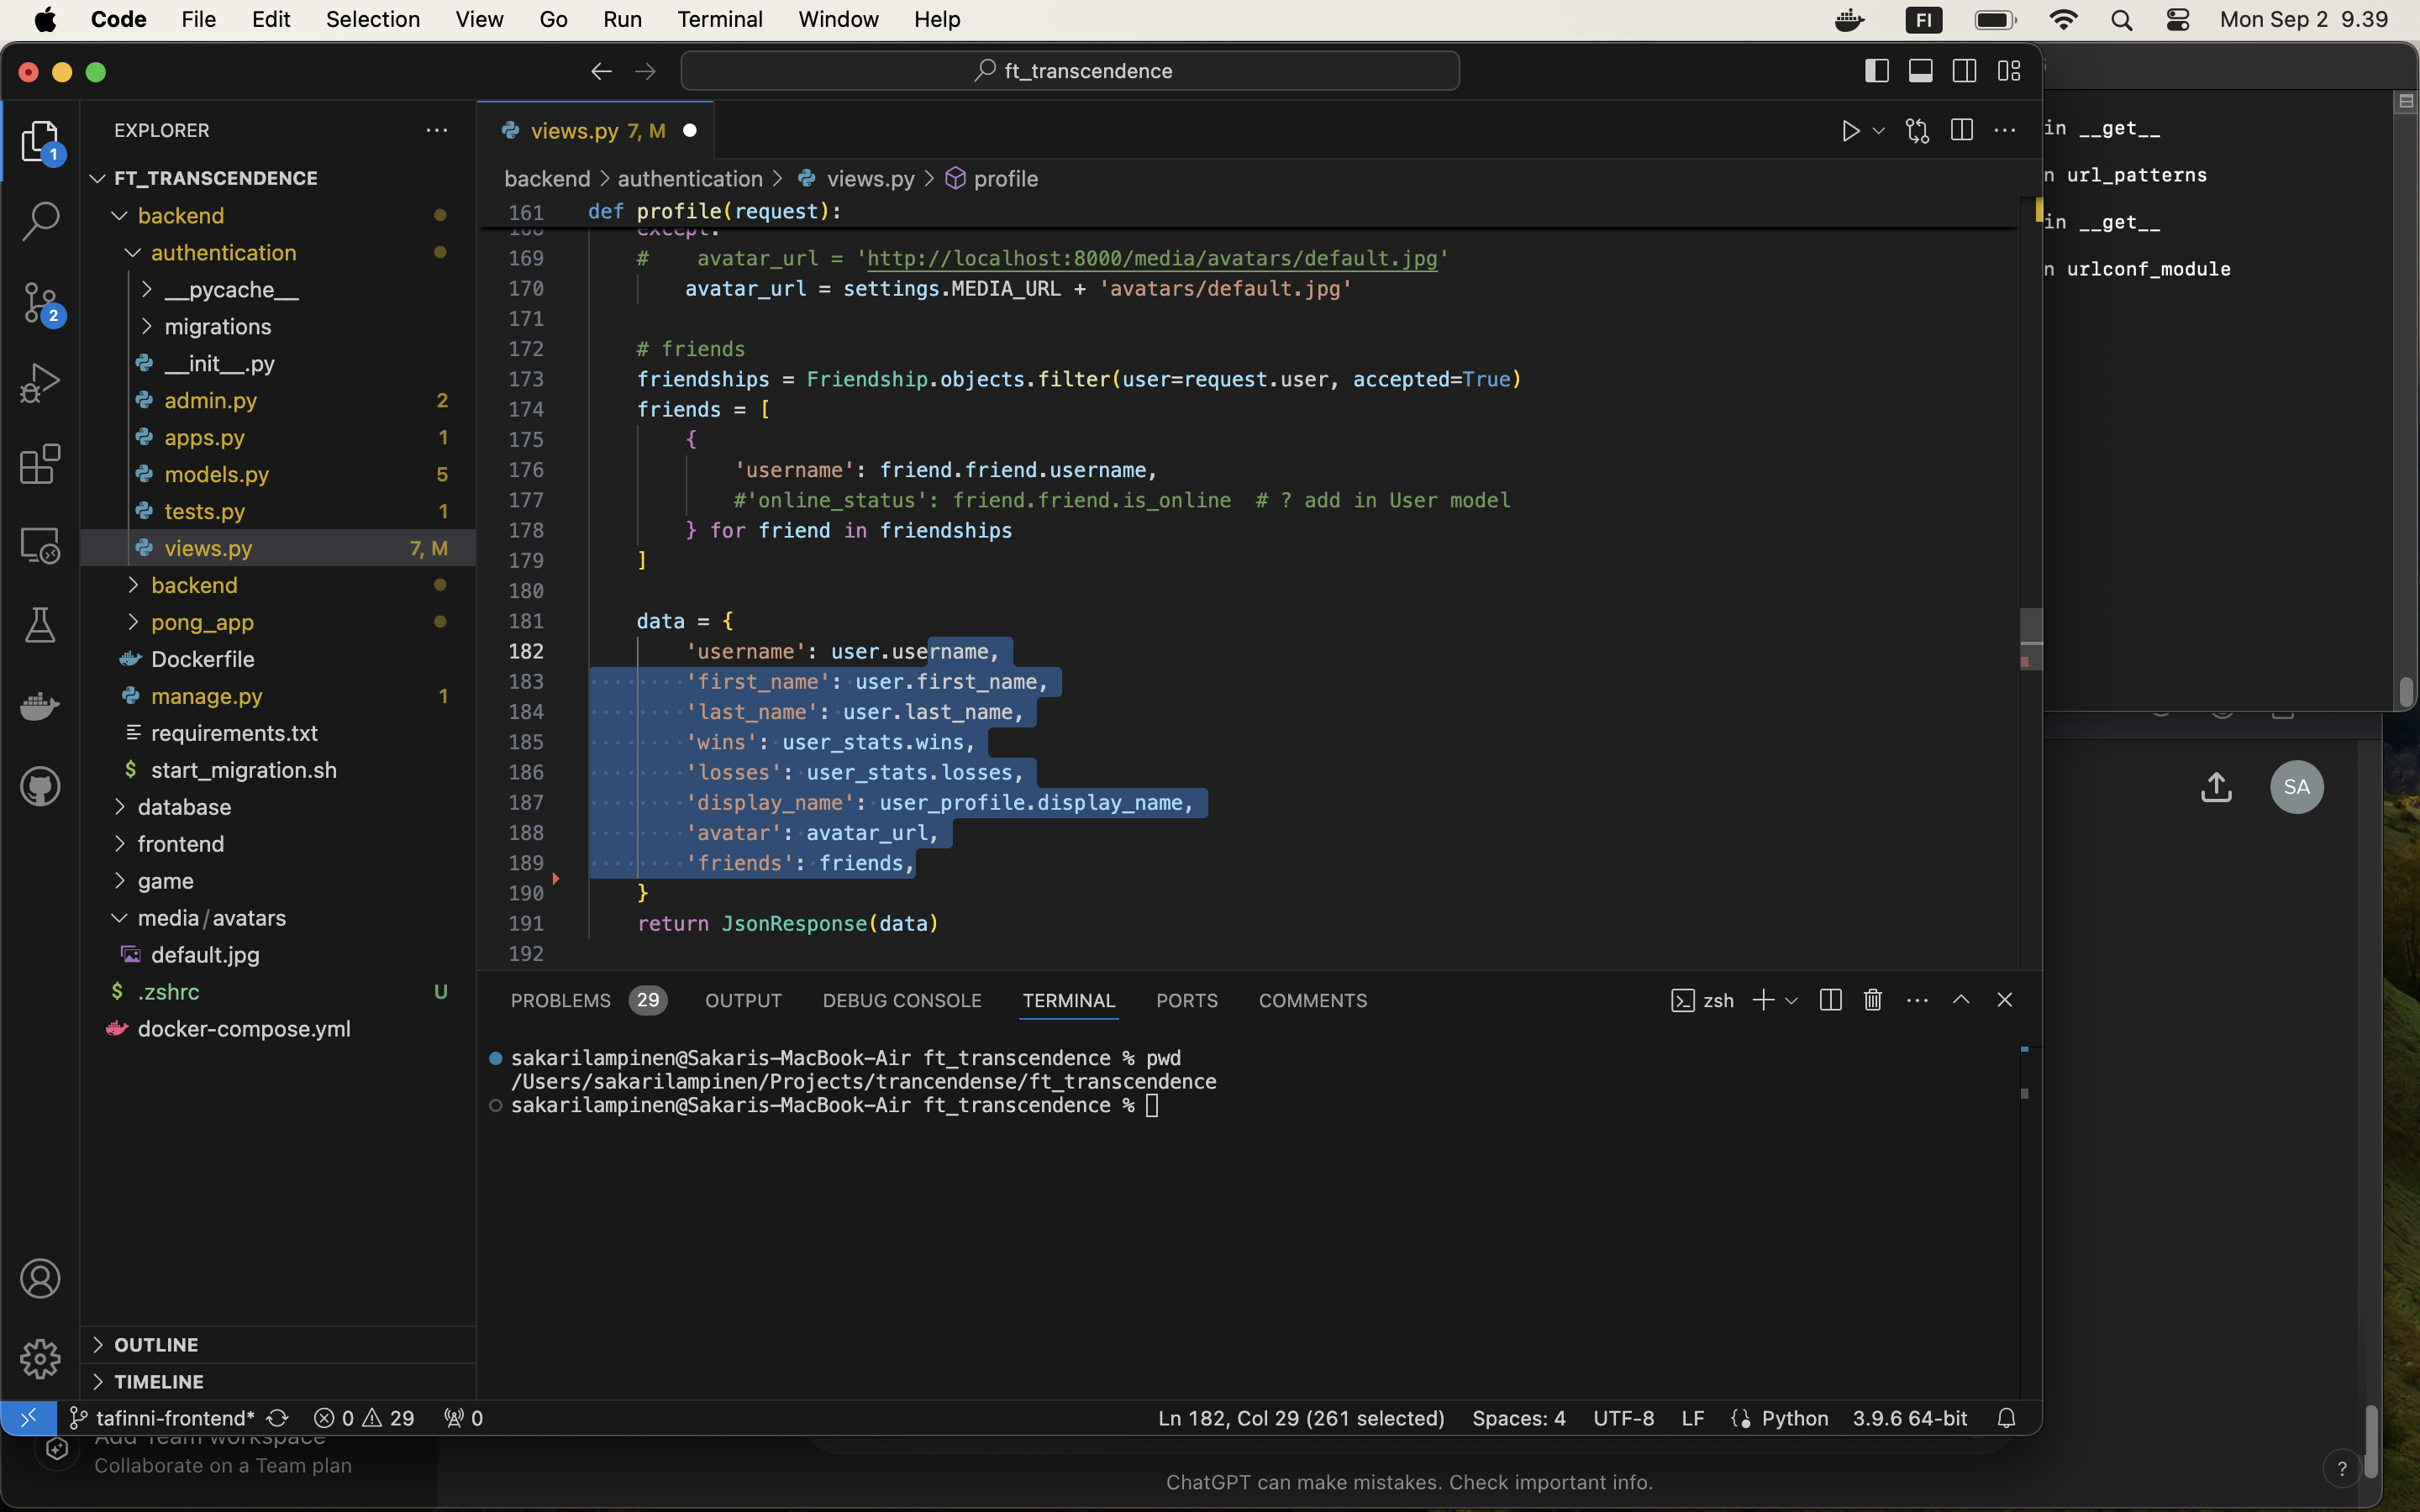 Code File Edit Selection View Go Run Terminal Window Help FI Mon Sep 2 9.39
ft_transcendence
EXPLORER
FT_TRANSCENDENCE
backend
authentication
__pycache__
migrations
__init__.py
admin.py 2
apps.py 1
models.py 5
tests.py 1
views.py 7, M
backend
pong_app
Dockerfile
manage.py 1
requirements.txt
$ start_migration.sh
database
frontend
game
media/avatars
default.jpg
$ .zshrc U
docker-compose.yml
OUTLINE
TIMELINE
1
2
views.py 7, M
backend > authentication > views.py > profile
161 def profile(request):
168 except:
169 # avatar_url = 'http://localhost:8000/media/avatars/default.jpg'
170 avatar_url = settings.MEDIA_URL + 'avatars/default.jpg'
171
172 # friends
173 friendships = Friendship.objects.filter(user=request.user, accepted=True)
174 friends = [
175 {
176 'username': friend.friend.username,
177 #'online_status': friend.friend.is_online # ? add in User model
178 } for friend in friendships
179 ]
180
181 data = {
182 'username': user.username,
183 'first_name': user.first_name,
184 'last_name': user.last_name,
185 'wins': user_stats.wins,
186 'losses': user_stats.losses,
187 'display_name': user_profile.display_name,
188 'avatar': avatar_url,
189 'friends': friends,
190 }
191 return JsonResponse(data)
192
PROBLEMS 29 OUTPUT DEBUG CONSOLE TERMINAL PORTS COMMENTS zsh
sakarilampinen@Sakaris-MacBook-Air ft_transcendence % pwd
/Users/sakarilampinen/Projects/trancendense/ft_transcendence
sakarilampinen@Sakaris-MacBook-Air ft_transcendence %
tafinni-frontend* 0 29 0 Ln 182, Col 29 (261 selected) Spaces: 4 UTF-8 LF Python 3.9.6 64-bit
in __get__
n url_patterns
in __get__
n urlconf_module
SA
Add Team workspace
Collaborate on a Team plan
ChatGPT can make mistakes. Check important info.
?